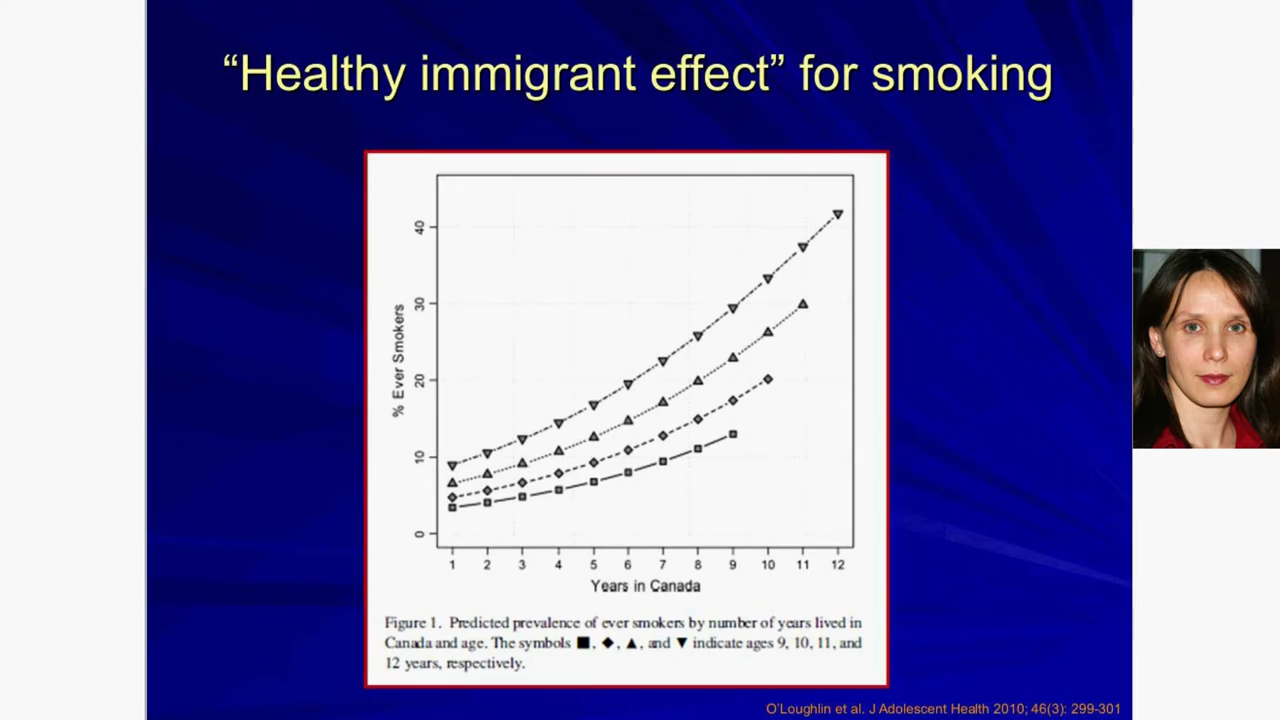 “Healthy immigrant effect” for smoking
% Ever Smokers
40
30
20
10
0
1 2 3 4 5 6 7 8 9 10 11 12
Years in Canada
Figure 1. Predicted prevalence of ever smokers by number of years lived in
Canada and age. The symbols ■, ◆, ▲, and ▼ indicate ages 9, 10, 11, and
12 years, respectively.
O’Loughlin et al. J Adolescent Health 2010; 46(3): 299-301